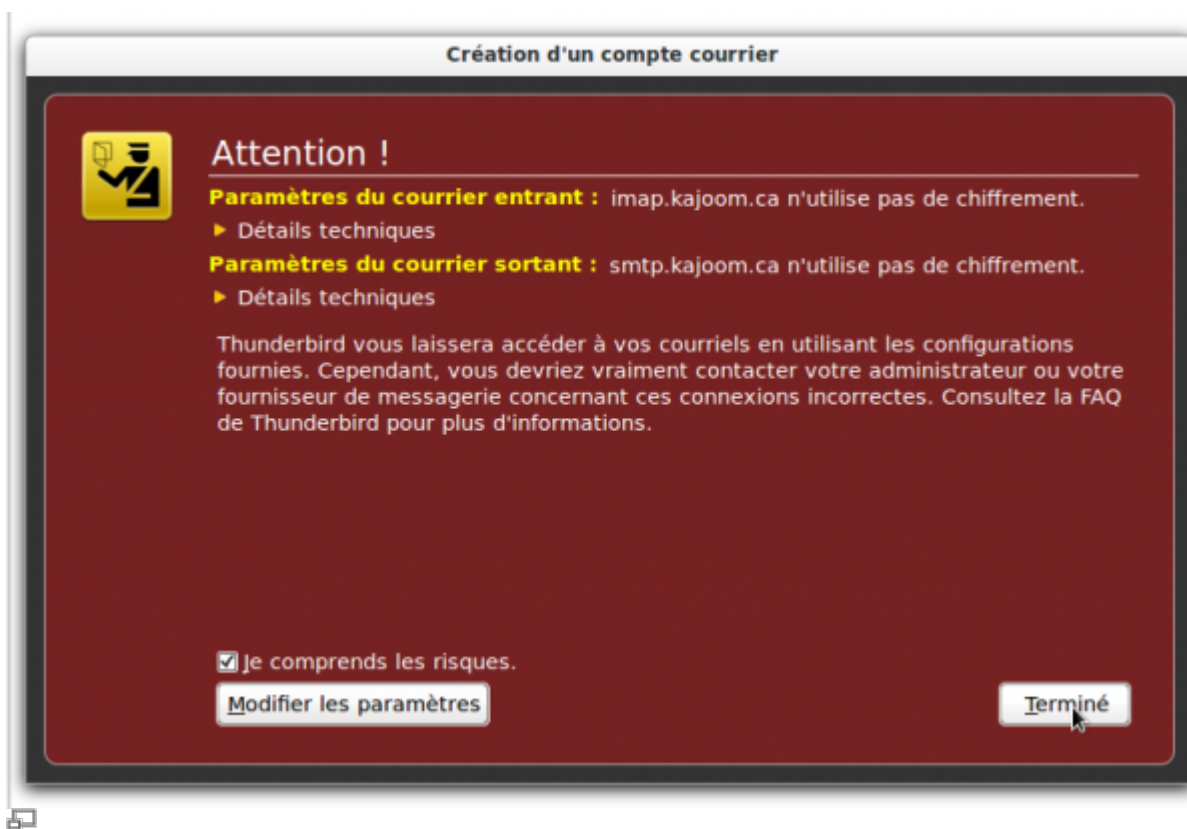 Création d'un compte courrier
Attention !
Paramètres du courrier entrant : imap.kajoom.ca n'utilise pas de chiffrement.
Détails techniques
Paramètres du courrier sortant : smtp.kajoom.ca n'utilise pas de chiffrement.
Détails techniques
Thunderbird vous laissera accéder à vos courriels en utilisant les configurations
fournies. Cependant, vous devriez vraiment contacter votre administrateur ou votre
fournisseur de messagerie concernant ces connexions incorrectes. Consultez la FAQ
de Thunderbird pour plus d'informations.
Je comprends les risques.
Modifier les paramètres
Terminé